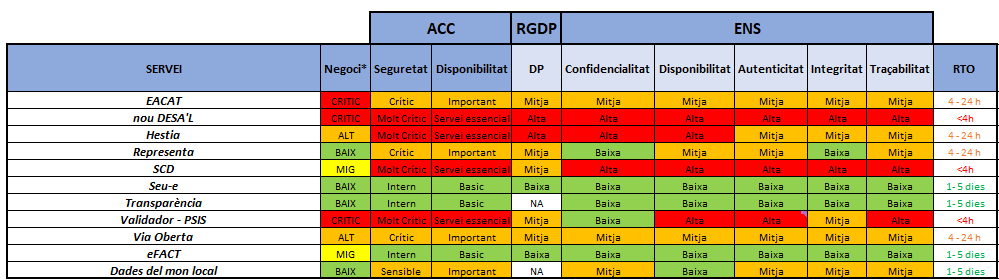 ACC RGDP ENS
SERVEI Negoci* Seguretat Disponibilitat DP Confidencialitat Disponibilitat Autenticitat Integritat Traçabilitat RTO
EACAT CRITIC Crític Important Mitja Mitja Mitja Mitja Mitja Mitja 4 - 24 h
nou DESA'L CRITIC Molt Crític Servei essencial Alta Alta Alta Alta Alta Alta <4h
Hestia ALT Molt Crític Servei essencial Alta Alta Alta Mitja Mitja Mitja 4 - 24 h
Representa BAIX Crític Important Mitja Baixa Mitja Mitja Baixa Mitja 4 - 24 h
SCD MIG Molt Crític Servei essencial Mitja Alta Alta Alta Alta Alta <4h
Seu-e BAIX Intern Basic Baixa Baixa Baixa Baixa Baixa Baixa 1- 5 dies
Transparència BAIX Intern Basic NA Baixa Baixa Baixa Baixa Baixa 1- 5 dies
Validador - PSIS CRITIC Molt Crític Servei essencial Mitja Baixa Alta Alta Mitja Alta <4h
Via Oberta ALT Crític Important Mitja Mitja Mitja Mitja Mitja Mitja 4 - 24 h
eFACT MIG Intern Basic Baixa Baixa Baixa Baixa Baixa Baixa 1- 5 dies
Dades del mon local BAIX Sensible Important NA Mitja Baixa Mitja Mitja Mitja 1- 5 dies